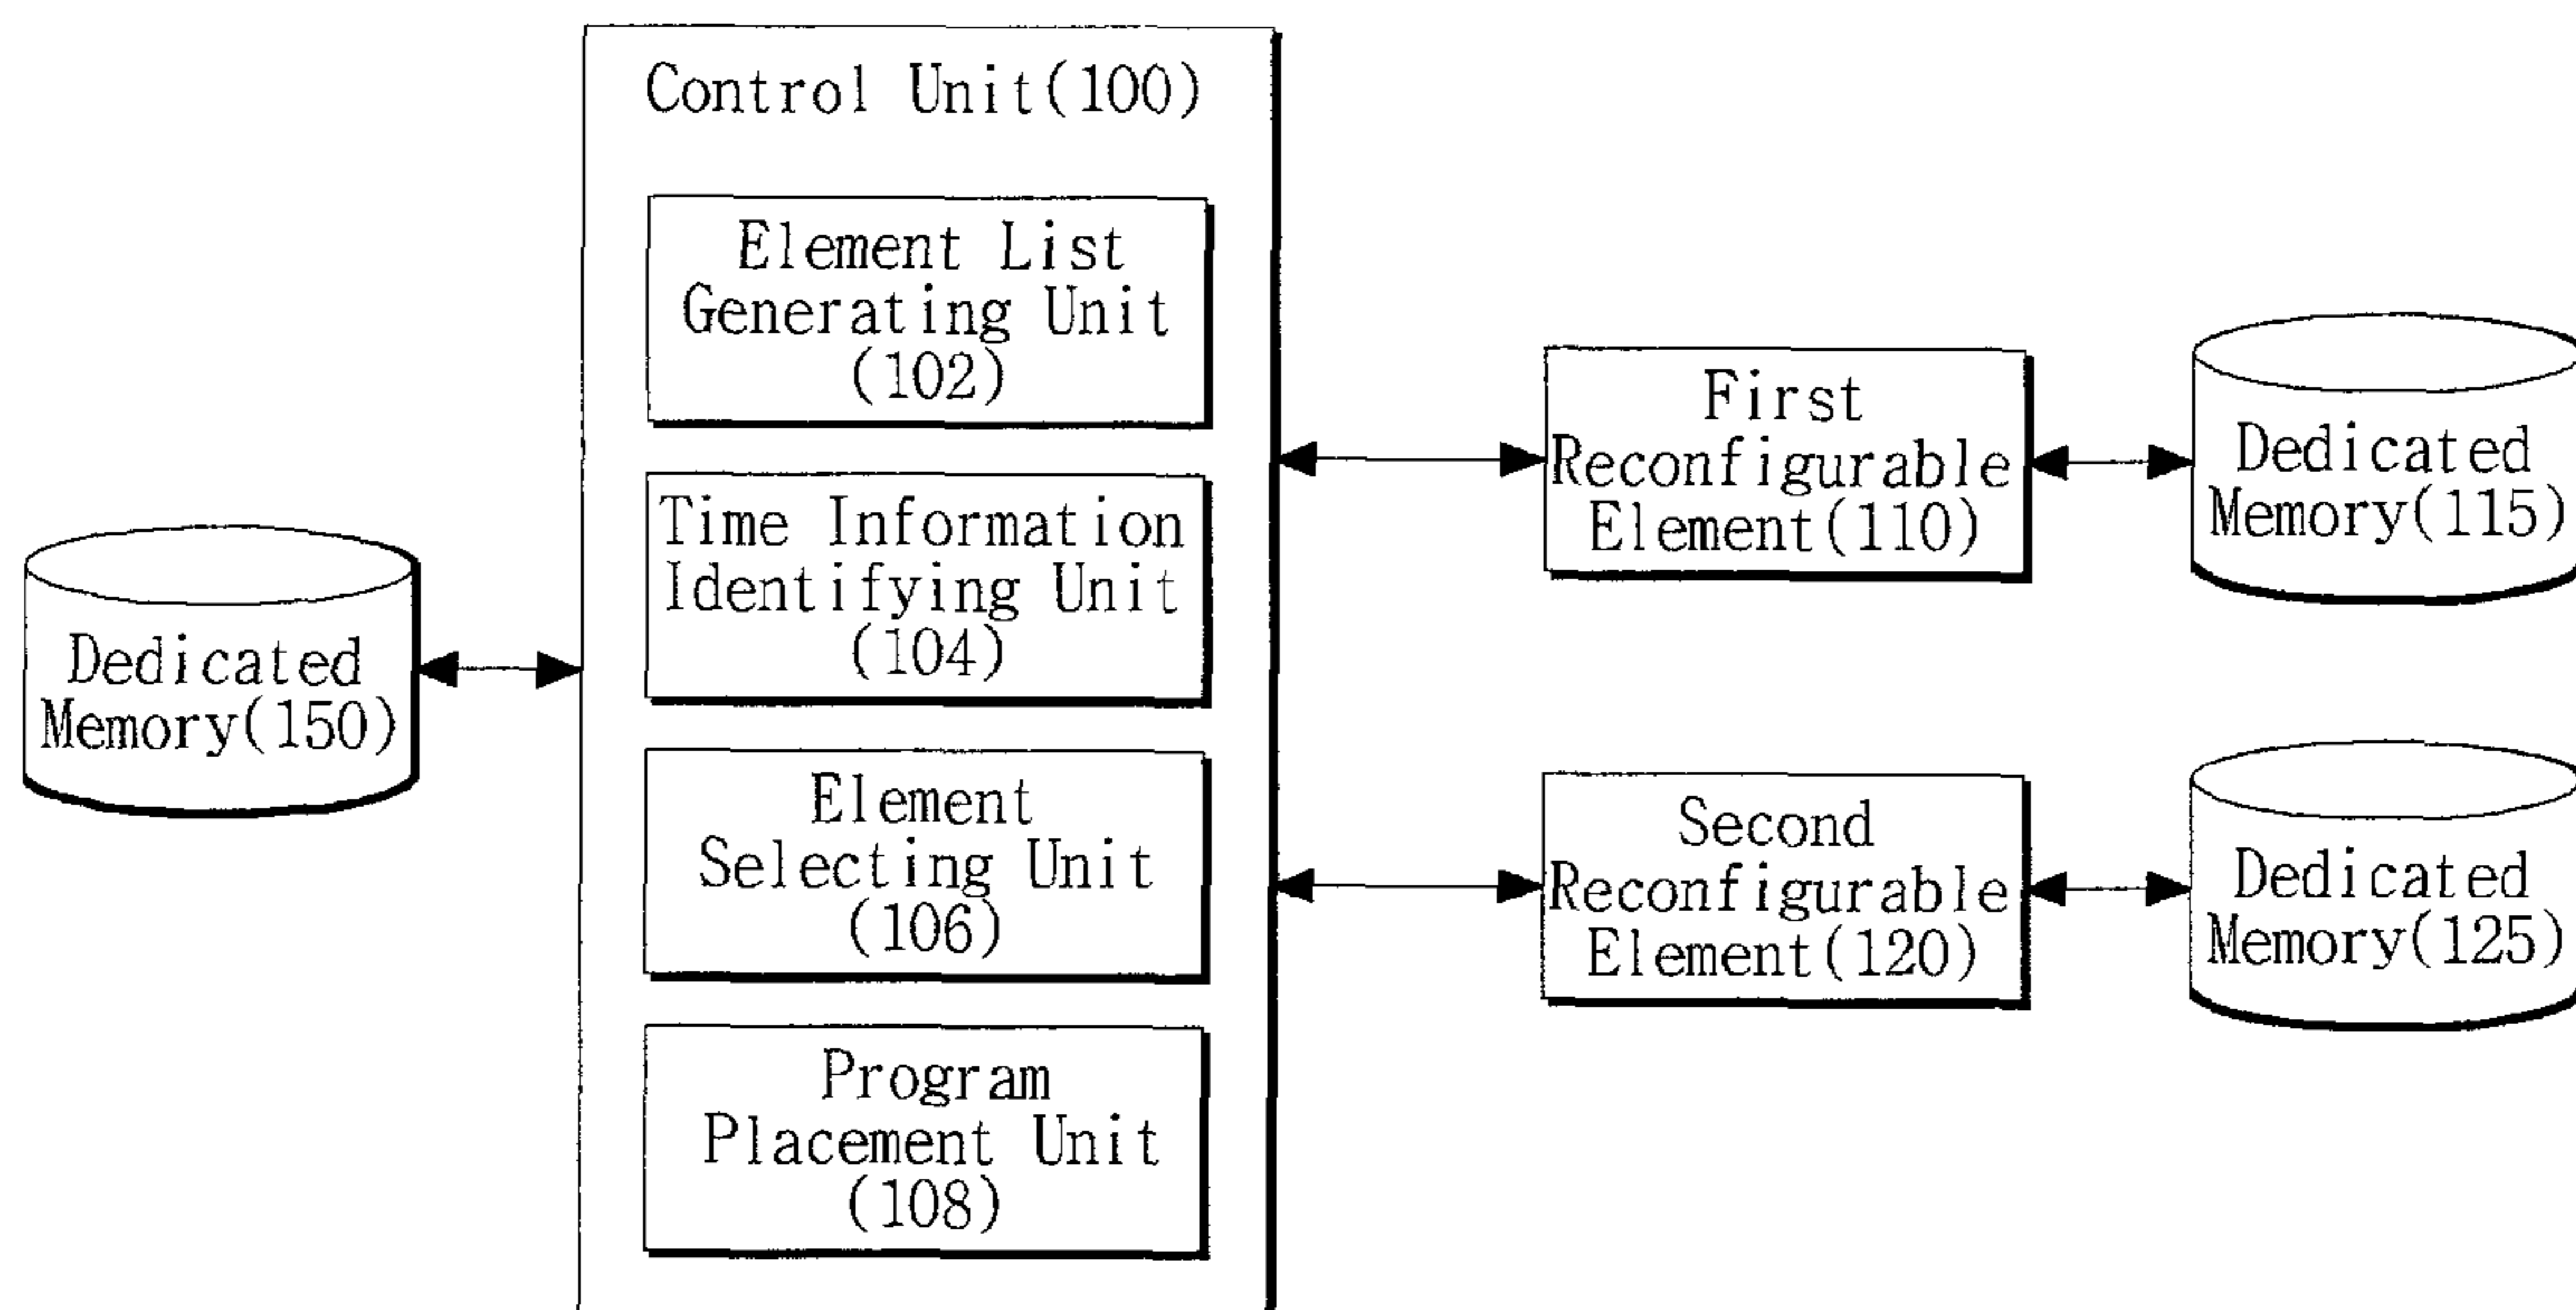 Control Unit(100)
Element List
Generating Unit
(102)
Time Information
Identifying Unit
(104)
Element
Selecting Unit
(106)
Program
Placement Unit
(108)
Dedicated
Memory(150)
First
Reconfigurable
Element(110)
Dedicated
Memory(115)
Second
Reconfigurable
Element(120)
Dedicated
Memory(125)